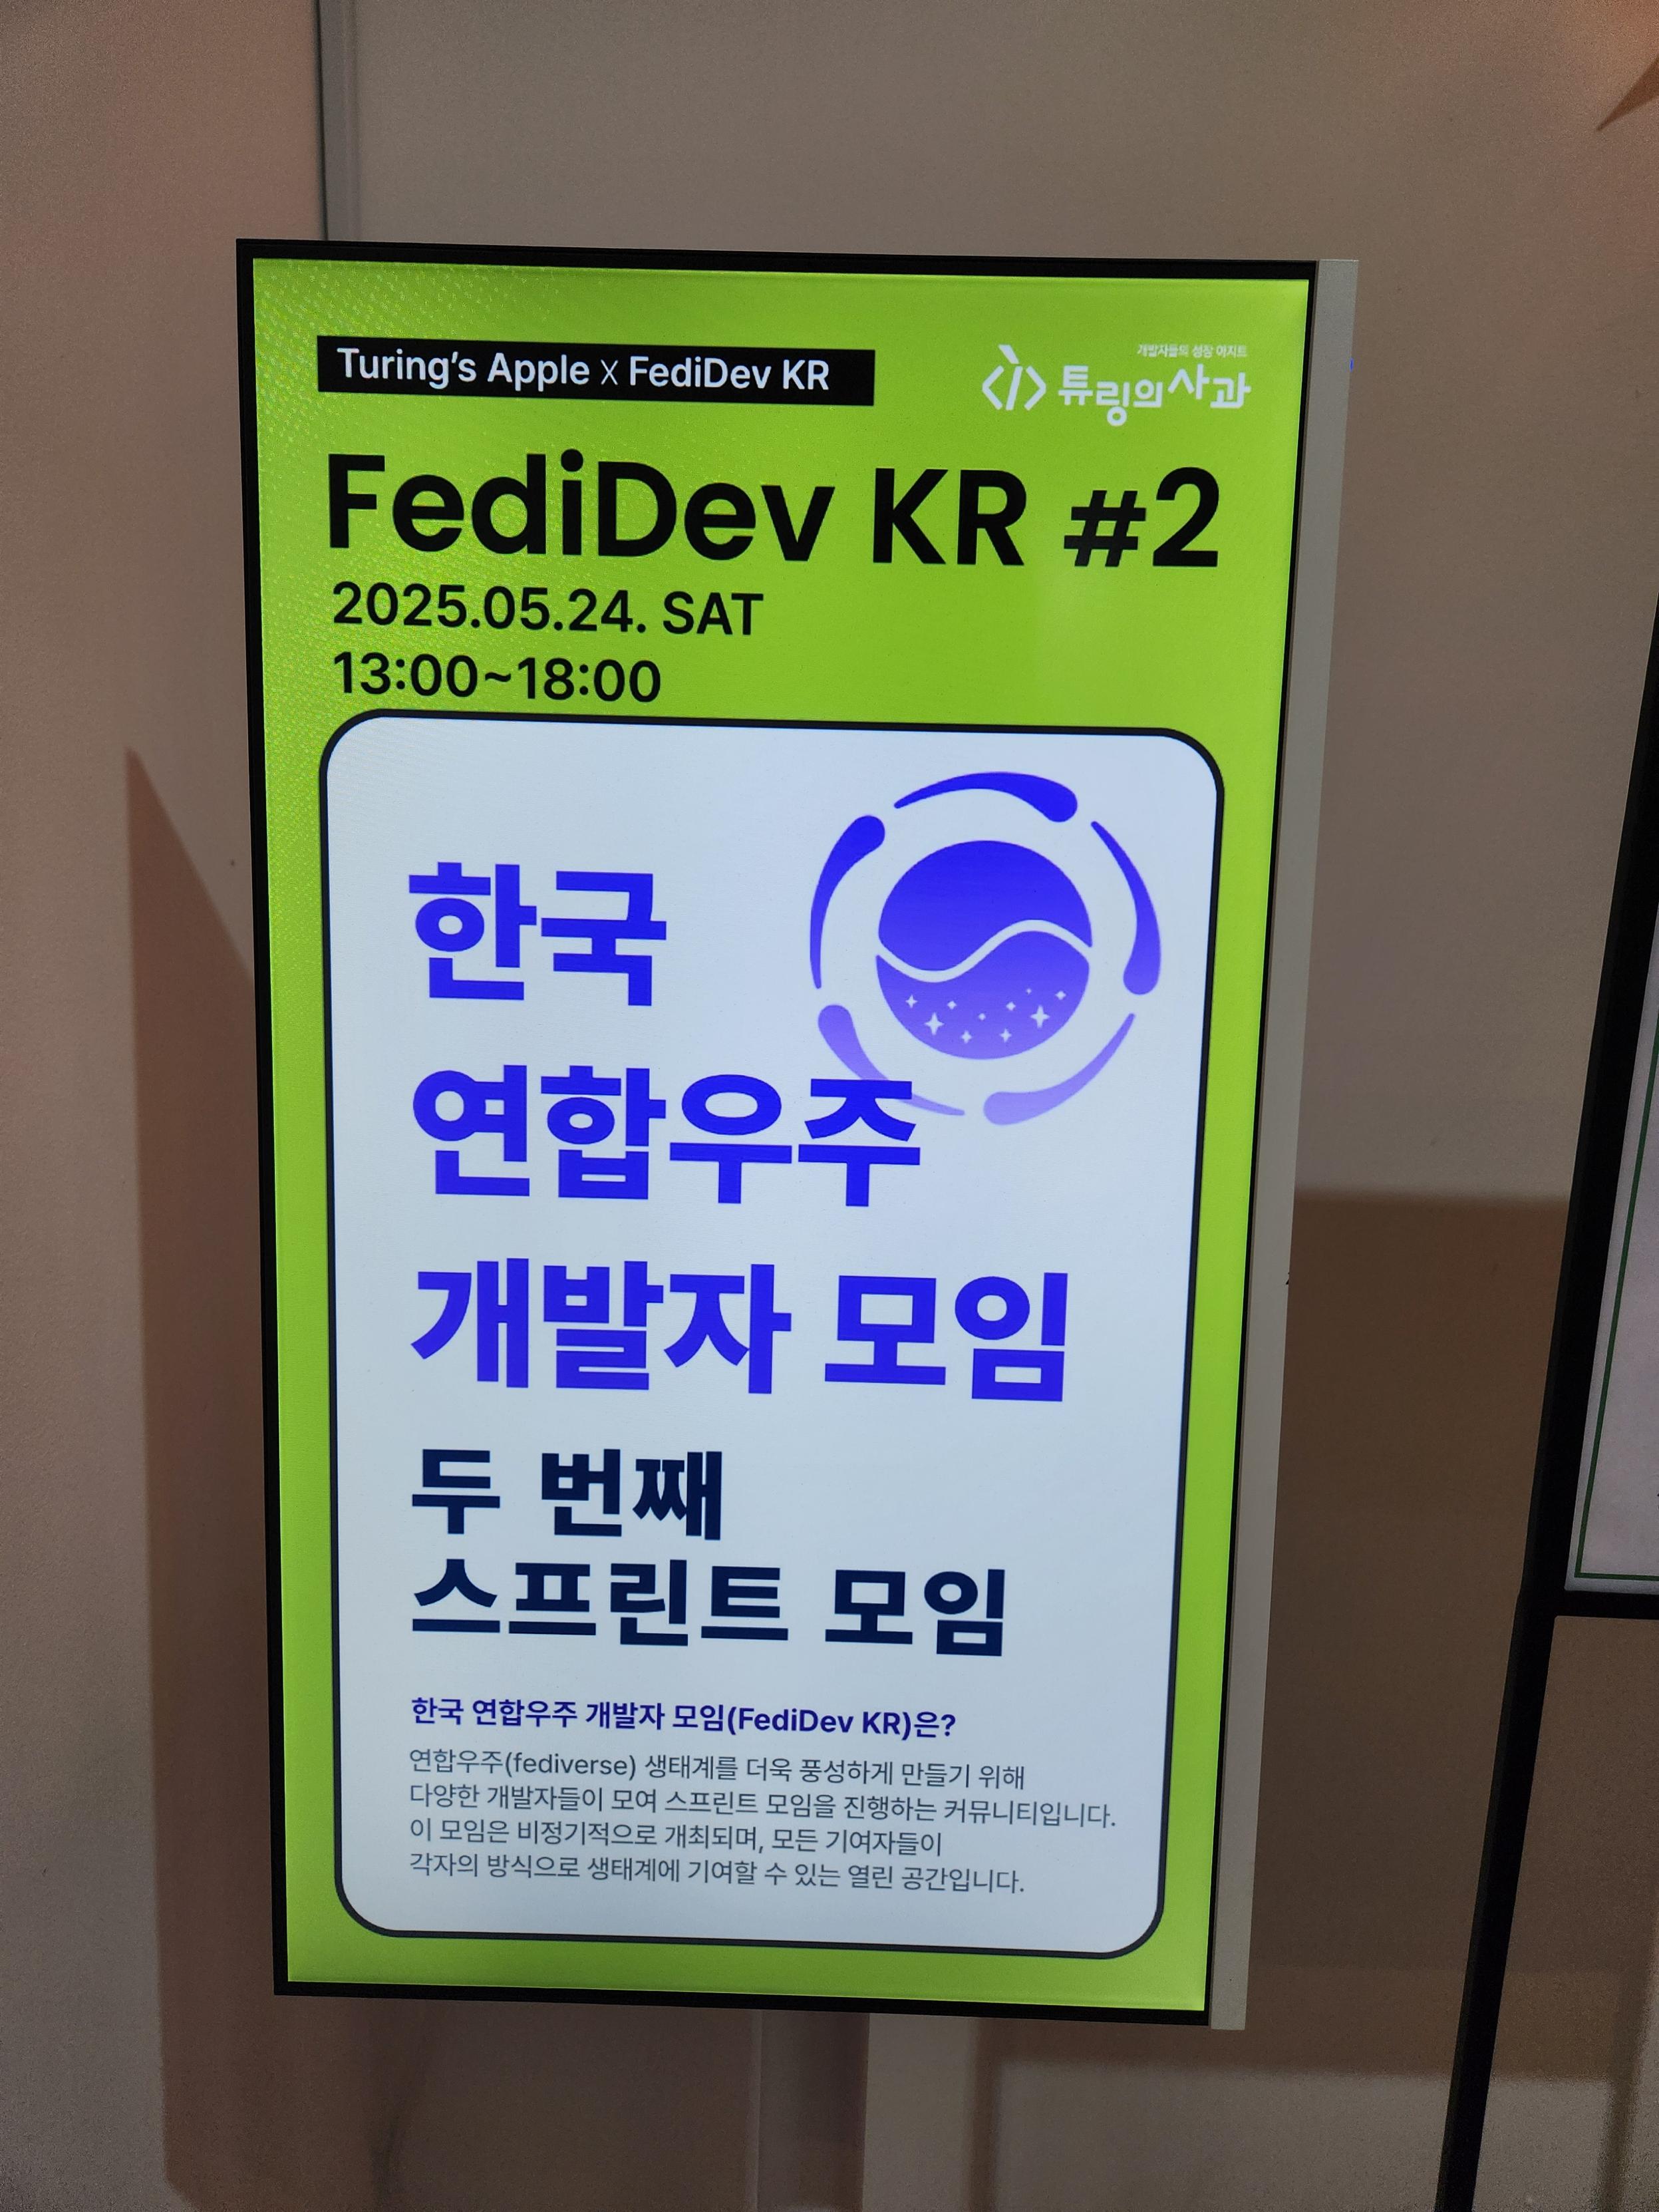 Turing's Apple X FediDev KR
개발자들의 성장 아지트
튜링의사과
FediDev KR #2
2025.05.24. SAT
13:00~18:00
한국
연합우주
개발자 모임
두 번째
스프린트 모임
한국 연합우주 개발자 모임(FediDev KR)은?
연합우주(fediverse) 생태계를 더욱 풍성하게 만들기 위해
다양한 개발자들이 모여 스프린트 모임을 진행하는 커뮤니티입니다.
이 모임은 비정기적으로 개최되며, 모든 기여자들이
각자의 방식으로 생태계에 기여할 수 있는 열린 공간입니다.